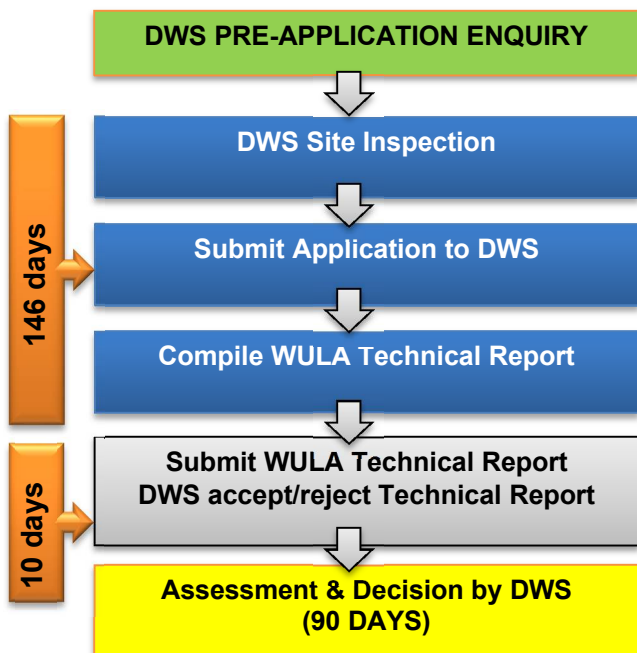 DWS PRE-APPLICATION ENQUIRY
146 days
DWS Site Inspection
Submit Application to DWS
Compile WULA Technical Report
10 days
Submit WULA Technical Report
DWS accept/reject Technical Report
Assessment & Decision by DWS
(90 DAYS)